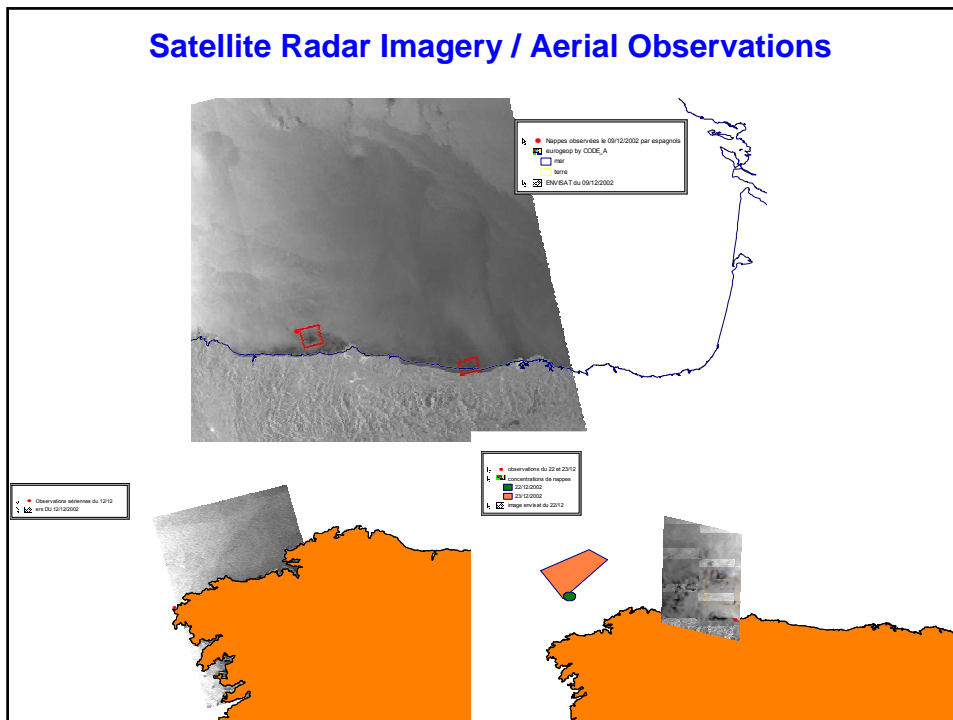 Satellite Radar Imagery / Aerial Observations
Nappes observées le 09/12/2002 par espagnols
eurogeop by CODE_A
mer
terre
ENVISAT du 09/12/2002
observations du 22 et 23/12
concentrations de nappes
22/12/2002
23/12/2002
image envisat du 22/12
Observations aériennes du 12/12
ers DU 12/12/2002